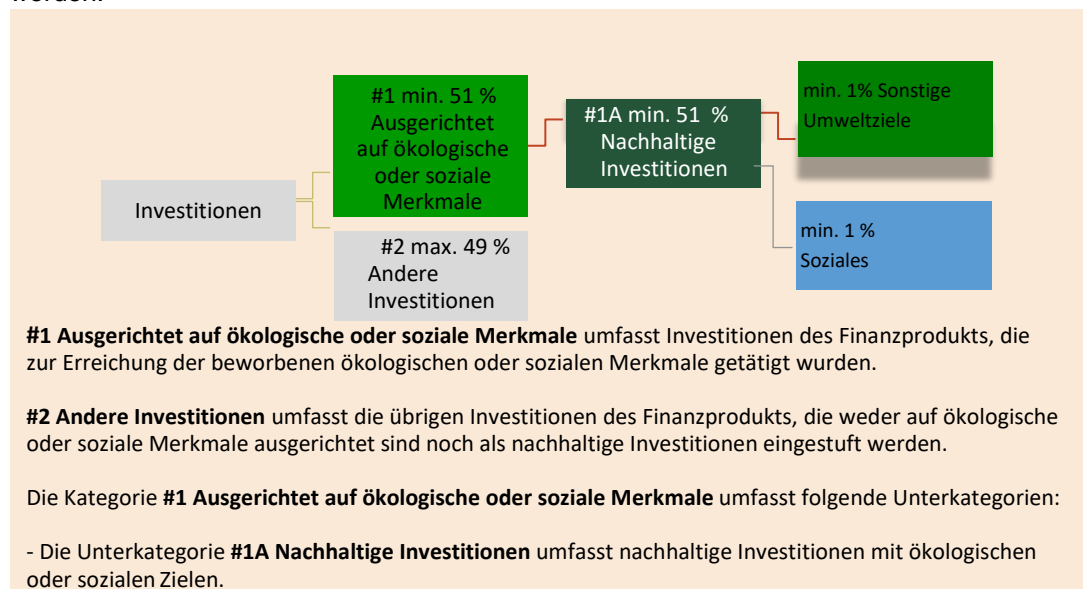 werden.
#1 min. 51 %
Ausgerichtet
auf ökologische
oder soziale
Merkmale
#1A min. 51 %
Nachhaltige
Investitionen
min. 1% Sonstige
Umweltziele
Investitionen
#2 max. 49 %
Andere
Investitionen
min. 1 %
Soziales
#1 Ausgerichtet auf ökologische oder soziale Merkmale umfasst Investitionen des Finanzprodukts, die
zur Erreichung der beworbenen ökologischen oder sozialen Merkmale getätigt wurden.
#2 Andere Investitionen umfasst die übrigen Investitionen des Finanzprodukts, die weder auf ökologische
oder soziale Merkmale ausgerichtet sind noch als nachhaltige Investitionen eingestuft werden.
Die Kategorie #1 Ausgerichtet auf ökologische oder soziale Merkmale umfasst folgende Unterkategorien:
- Die Unterkategorie #1A Nachhaltige Investitionen umfasst nachhaltige Investitionen mit ökologischen
oder sozialen Zielen.